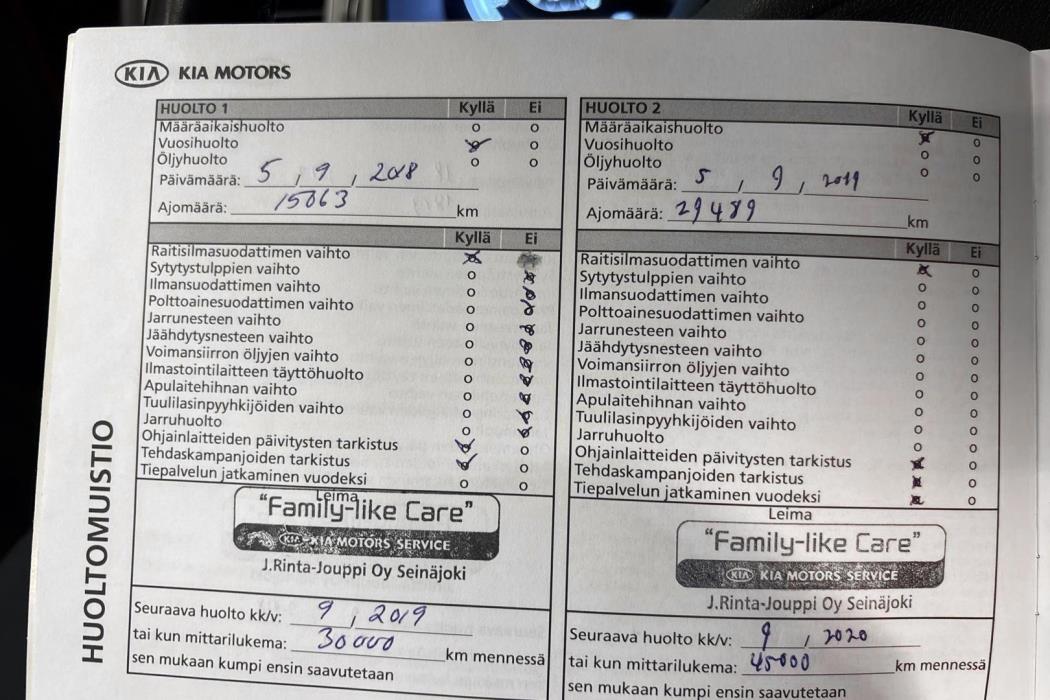 KIA KIA MOTORS
HUOLTO 1 Kyllä Ei
Määräaikaishuolto
Vuosihuolto
Öljyhuolto
Päivämäärä: 5 , 9 , 2018
Ajomäärä: 15063 km
Kyllä Ei
Raitisilmasuodattimen vaihto
Sytytystulppien vaihto
Ilmansuodattimen vaihto
Polttoainesuodattimen vaihto
Jarrunesteen vaihto
Jäähdytysnesteen vaihto
Voimansiirron öljyjen vaihto
Ilmastointilaitteen täyttöhuolto
Apulaitehihnan vaihto
Tuulilasinpyyhkijöiden vaihto
Jarruhuolto
Ohjainlaitteiden päivitysten tarkistus
Tehdaskampanjoiden tarkistus
Tiepalvelun jatkaminen vuodeksi
Leima
"Family-like Care"
KIA KIA MOTORS SERVICE
J.Rinta-Jouppi Oy Seinäjoki
Seuraava huolto kk/v: 9 , 2019
tai kun mittarilukema: 30000 km mennessä
sen mukaan kumpi ensin saavutetaan
HUOLTO 2 Kyllä Ei
Määräaikaishuolto
Vuosihuolto
Öljyhuolto
Päivämäärä: 5 , 9 , 2019
Ajomäärä: 29489 km
Kyllä Ei
Raitisilmasuodattimen vaihto
Sytytystulppien vaihto
Ilmansuodattimen vaihto
Polttoainesuodattimen vaihto
Jarrunesteen vaihto
Jäähdytysnesteen vaihto
Voimansiirron öljyjen vaihto
Ilmastointilaitteen täyttöhuolto
Apulaitehihnan vaihto
Tuulilasinpyyhkijöiden vaihto
Jarruhuolto
Ohjainlaitteiden päivitysten tarkistus
Tehdaskampanjoiden tarkistus
Tiepalvelun jatkaminen vuodeksi
Leima
"Family-like Care"
KIA KIA MOTORS SERVICE
J.Rinta-Jouppi Oy Seinäjoki
Seuraava huolto kk/v: 9 , 2020
tai kun mittarilukema: 45000 km mennessä
sen mukaan kumpi ensin saavutetaan
HUOLTOMUISTIO